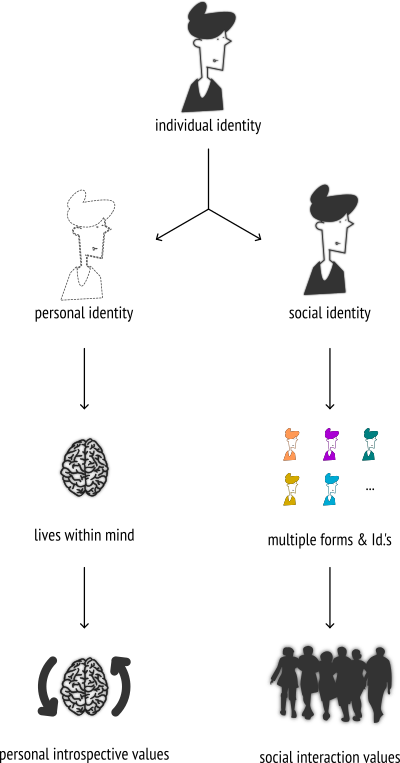 individual identity
personal identity
social identity
...
lives within mind
multiple forms & Id.'s
personal introspective values
social interaction values